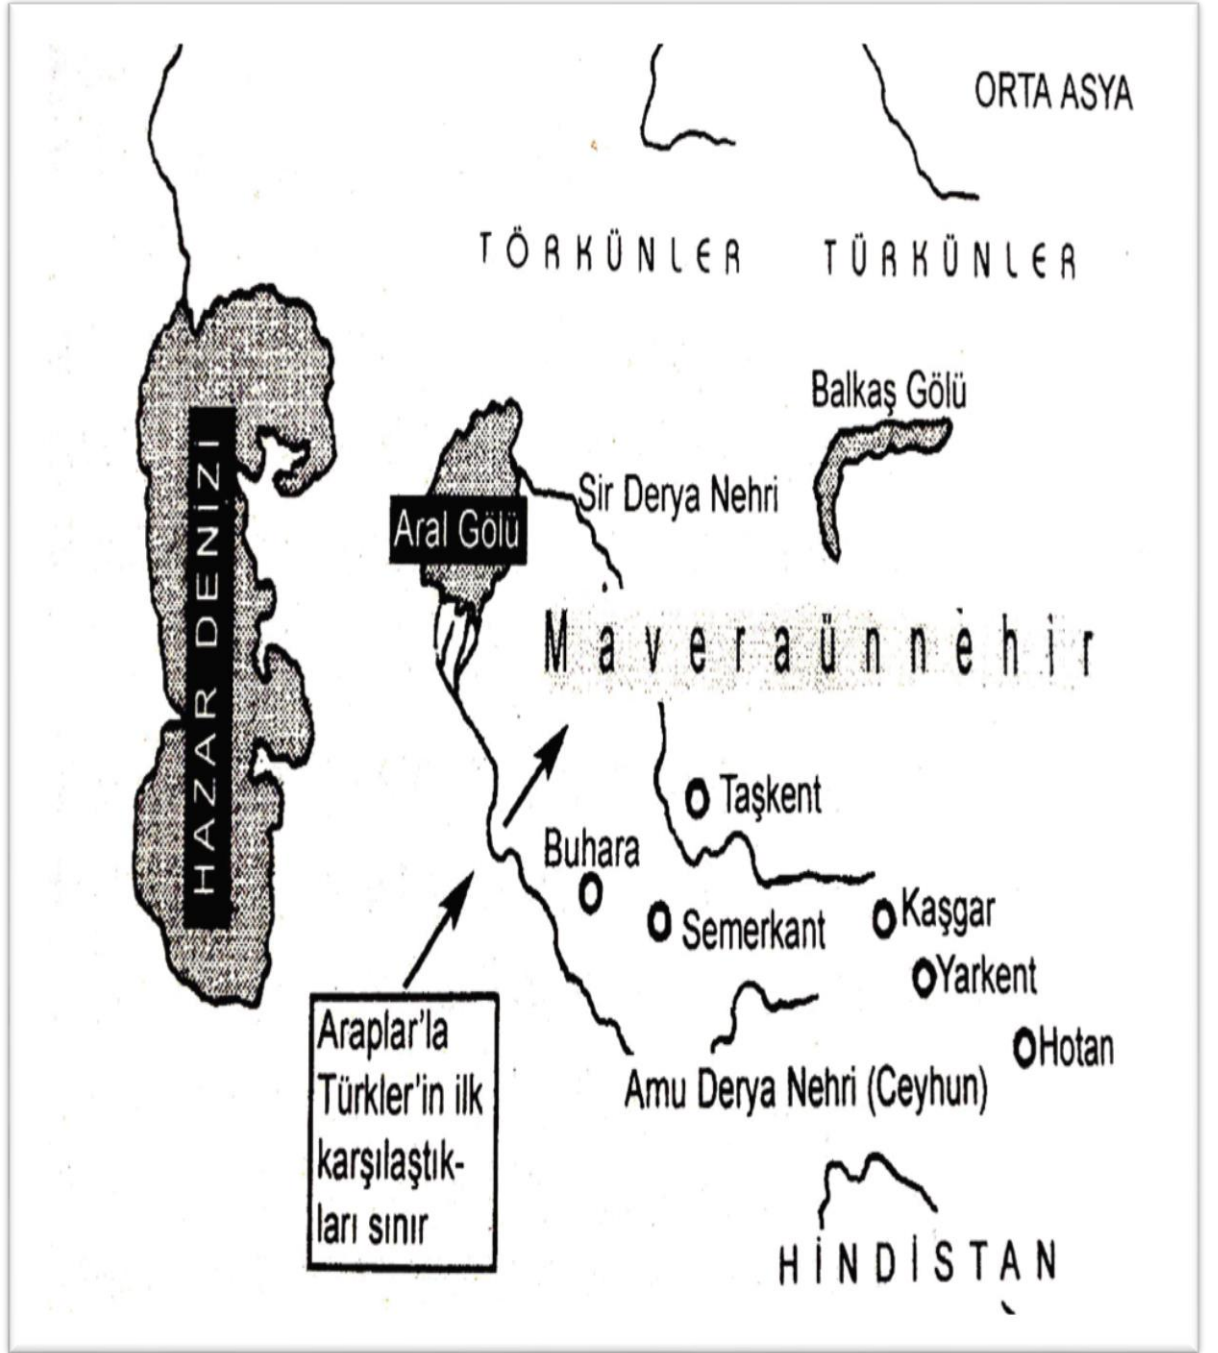 ORTA ASYA
TÖRKÜNLER
TÜRKÜNLER
Balkaş Gölü
Sir Derya Nehri
Aral Gölü
HAZAR DENİZİ
Maveraünnehir
Taşkent
Buhara
Semerkant
Kaşgar
Yarkent
Hotan
Araplar'la
Türkler'in ilk
karşılaştık-
ları sınır
Amu Derya Nehri (Ceyhun)
HİNDİSTAN